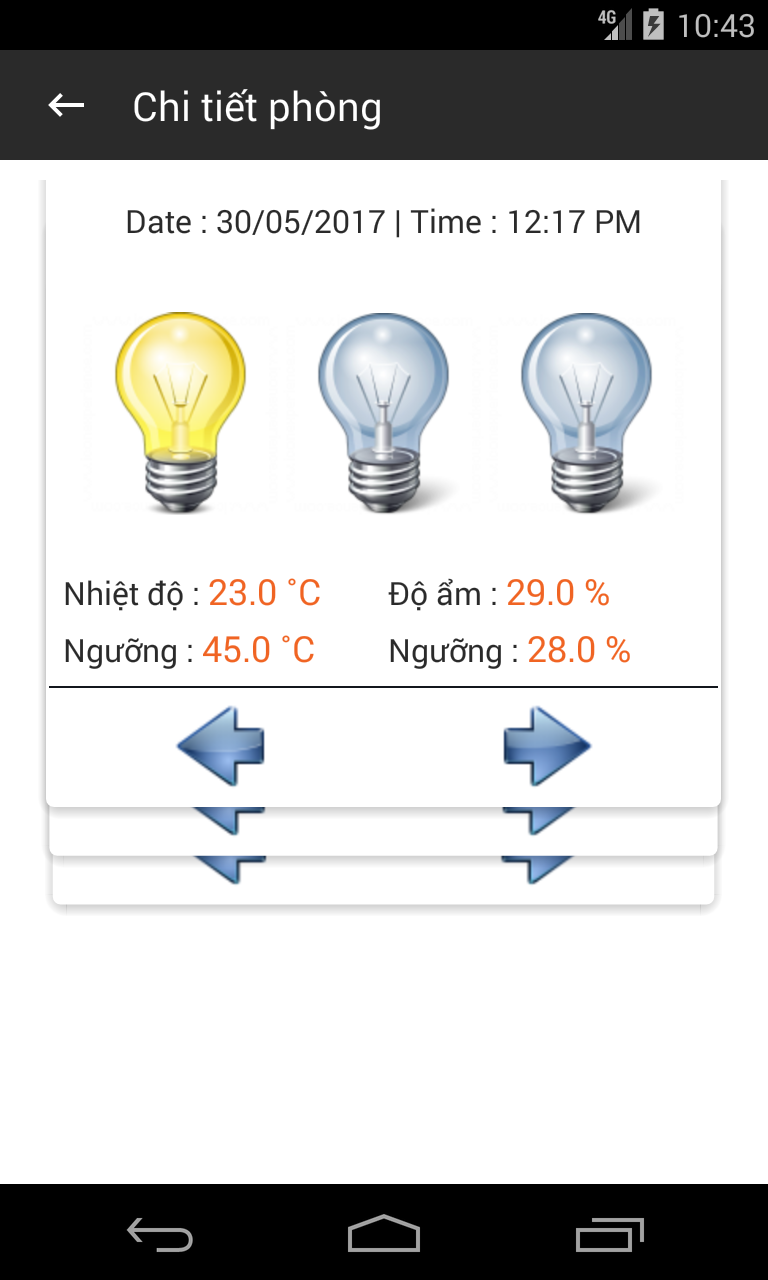 4G 10:43
Chi tiết phòng
Date : 30/05/2017 | Time : 12:17 PM
Nhiệt độ : 23.0 °C Độ ẩm : 29.0 %
Ngưỡng : 45.0 °C Ngưỡng : 28.0 %